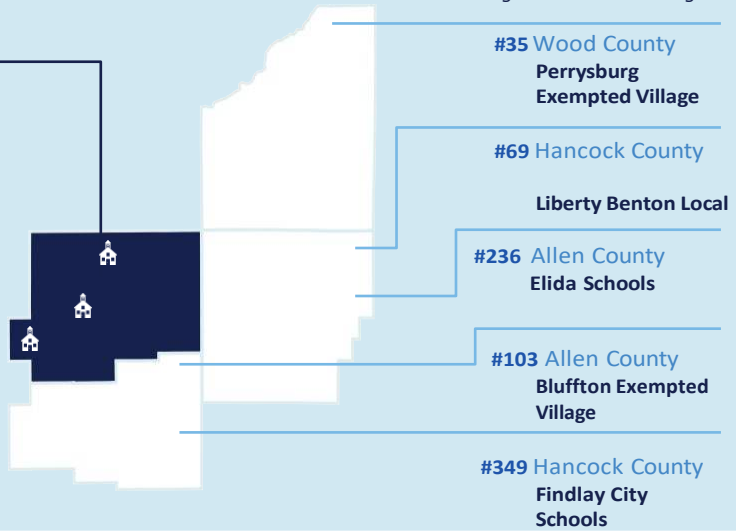 #35 Wood County
Perrysburg
Exempted Village
#69 Hancock County
Liberty Benton Local
#236 Allen County
Elida Schools
#103 Allen County
Bluffton Exempted
Village
#349 Hancock County
Findlay City
Schools